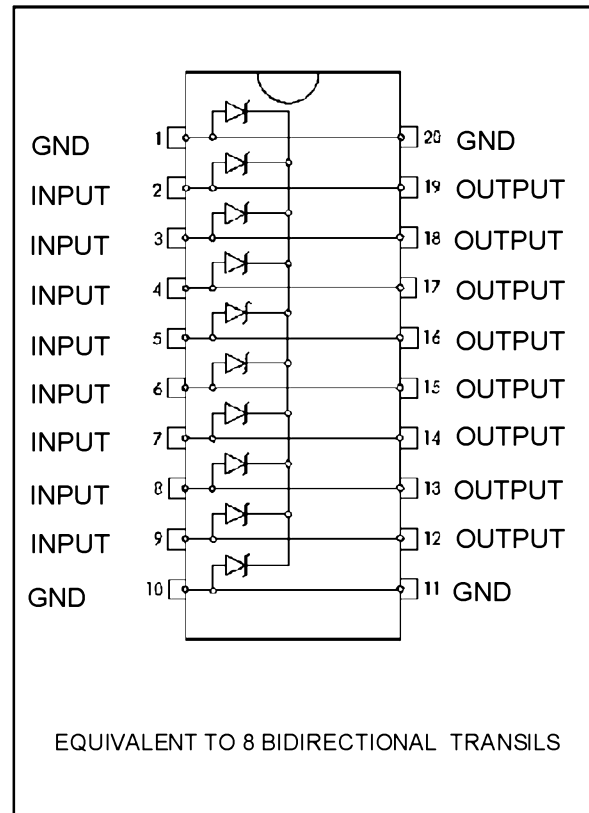 GND 1 20 GND
INPUT 2 19 OUTPUT
INPUT 3 18 OUTPUT
INPUT 4 17 OUTPUT
INPUT 5 16 OUTPUT
INPUT 6 15 OUTPUT
INPUT 7 14 OUTPUT
INPUT 8 13 OUTPUT
INPUT 9 12 OUTPUT
GND 10 11 GND
EQUIVALENT TO 8 BIDIRECTIONAL TRANSILS